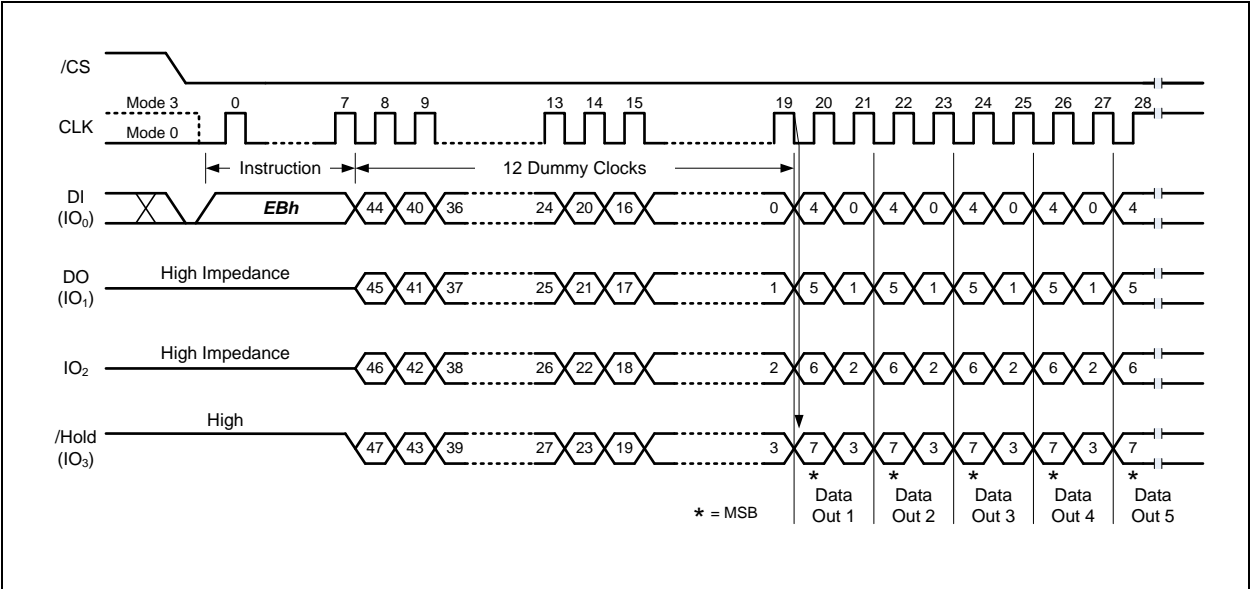 /CS
Mode 3 0 7 8 9 13 14 15 19 20 21 22 23 24 25 26 27 28
CLK
Mode 0
Instruction 12 Dummy Clocks
DI
(IO0) EBh 44 40 36 24 20 16 0 4 0 4 0 4 0 4 0 4
DO
(IO1) High Impedance 45 41 37 25 21 17 1 5 1 5 1 5 1 5 1 5
IO2 High Impedance 46 42 38 26 22 18 2 6 2 6 2 6 2 6 2 6
High
/Hold
(IO3) 47 43 39 27 23 19 3 7 3 7 3 7 3 7 3 7
* * * * *
* = MSB
Data Out 1
Data Out 2
Data Out 3
Data Out 4
Data Out 5